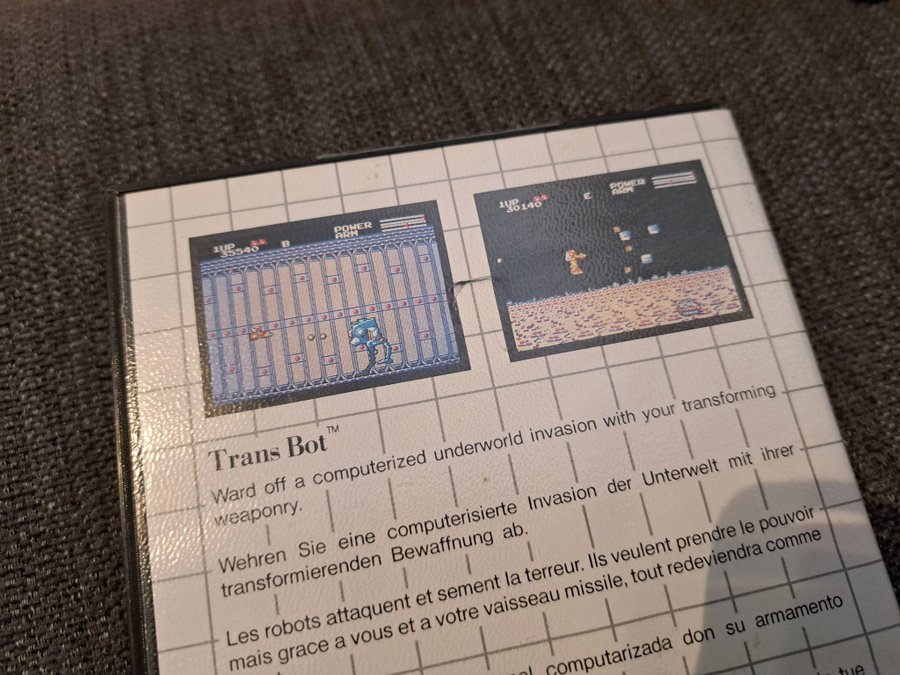 1UP
35540
B
POWER
ARM
1UP
30140
E
POWER
ARM
Trans Bot™
Ward off a computerized underworld invasion with your transforming
weaponry.
Wehren Sie eine computerisierte Invasion der Unterwelt mit ihrer
transformierenden Bewaffnung ab.
Les robots attaquent et sement la terreur. Ils veulent prendre le pouvoir
mais grace a vous et a votre vaisseau missile, tout redeviendra comme
computarizada don su armamento
tue